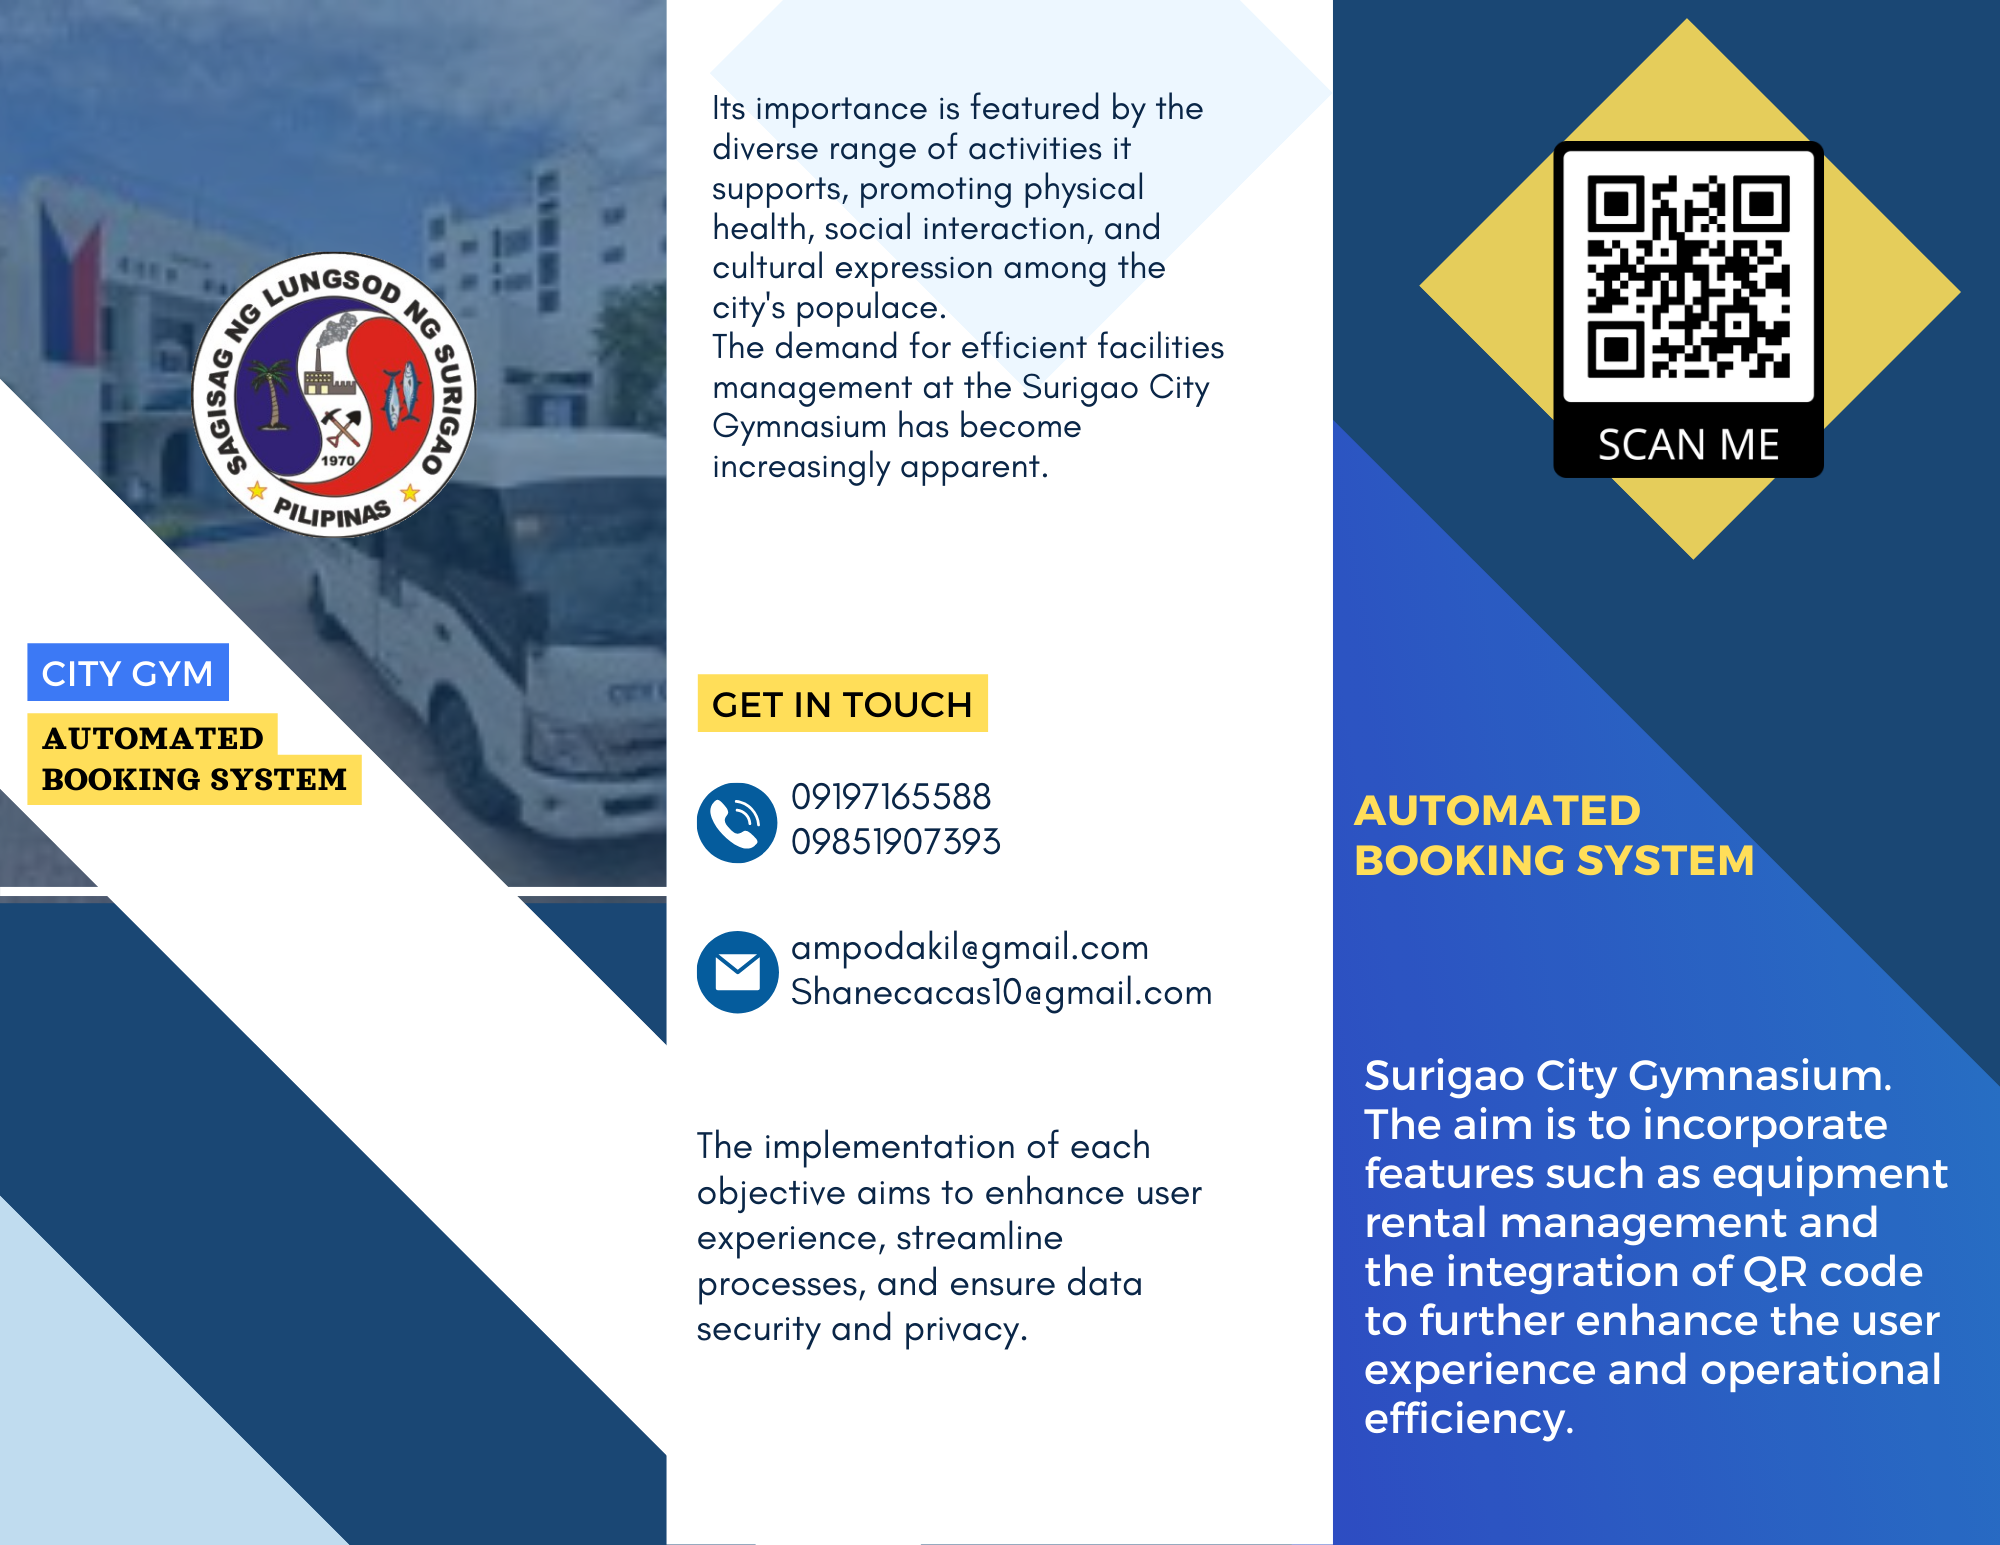 SAGISAG NG LUNGSOD NG SURIGAO
1970
PILIPINAS
CITY GYM
AUTOMATED
BOOKING SYSTEM
Its importance is featured by the
diverse range of activities it
supports, promoting physical
health, social interaction, and
cultural expression among the
city's populace.
The demand for efficient facilities
management at the Surigao City
Gymnasium has become
increasingly apparent.
GET IN TOUCH
09197165588
09851907393
ampodakil@gmail.com
Shanecacas10@gmail.com
The implementation of each
objective aims to enhance user
experience, streamline
processes, and ensure data
security and privacy.
SCAN ME
AUTOMATED
BOOKING SYSTEM
Surigao City Gymnasium.
The aim is to incorporate
features such as equipment
rental management and
the integration of QR code
to further enhance the user
experience and operational
efficiency.